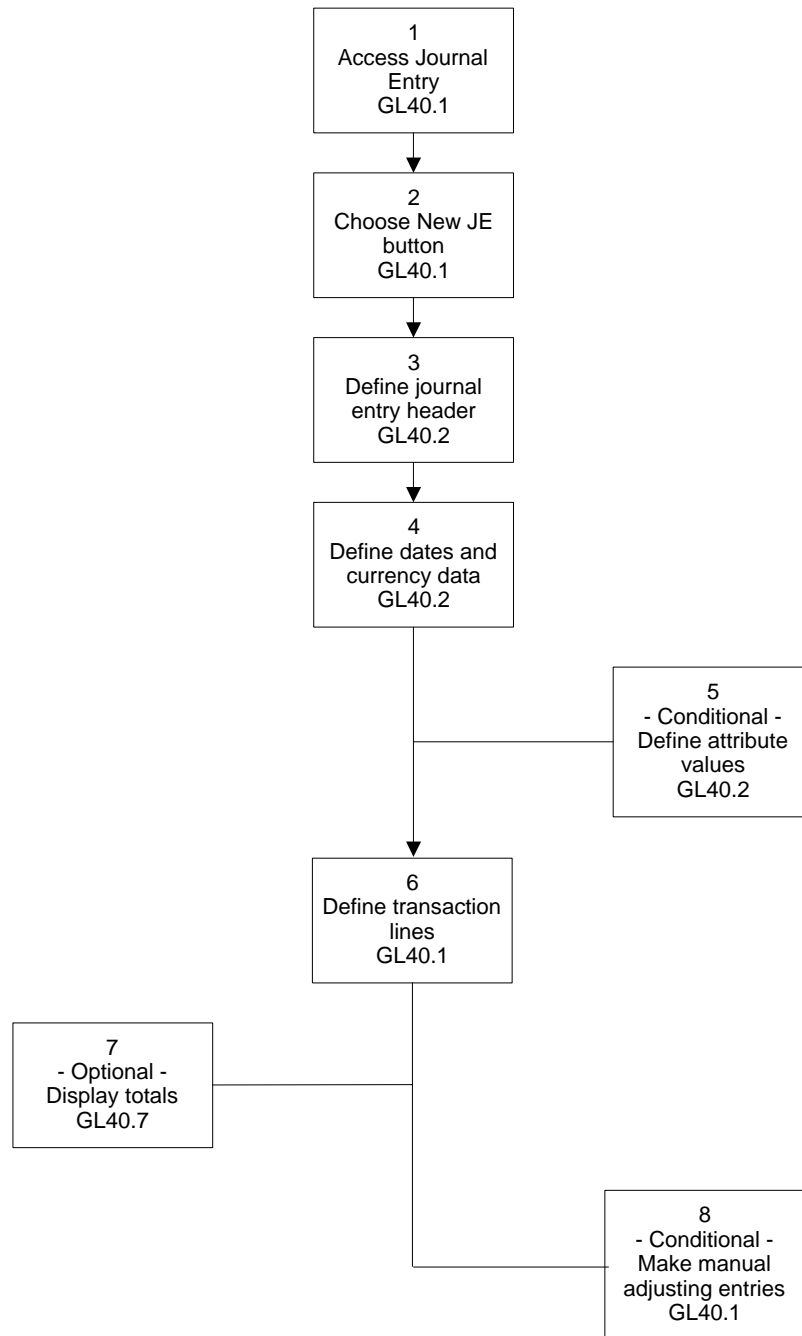 1
Access Journal
Entry
GL40.1
2
Choose New JE
button
GL40.1
3
Define journal
entry header
GL40.2
4
Define dates and
currency data
GL40.2
5
- Conditional -
Define attribute
values
GL40.2
6
Define transaction
lines
GL40.1
7
- Optional -
Display totals
GL40.7
8
- Conditional -
Make manual
adjusting entries
GL40.1